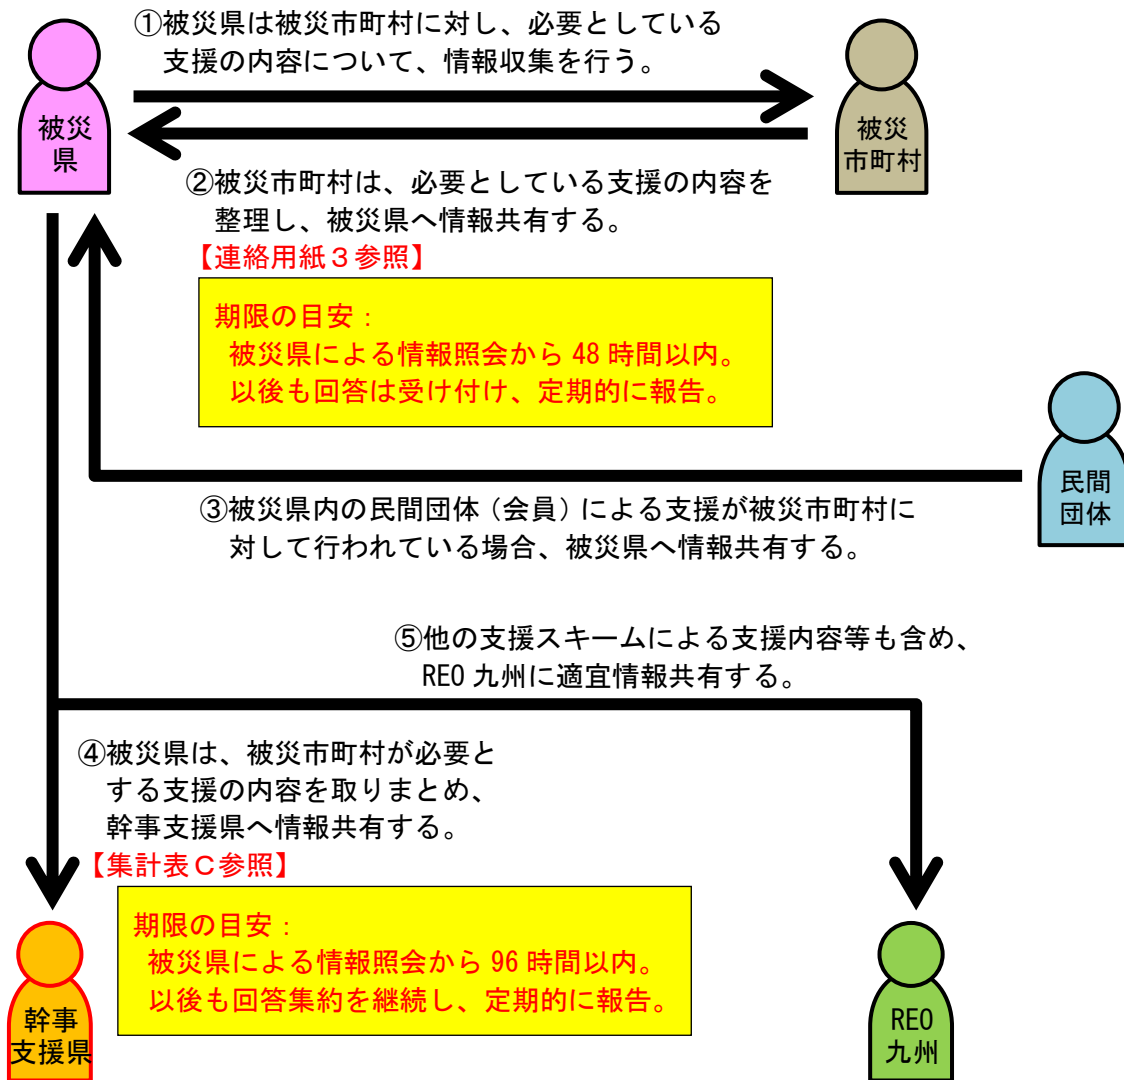 ①被災県は被災市町村に対し、必要としている
支援の内容について、情報収集を行う。
被災
県
被災
市町村
②被災市町村は、必要としている支援の内容を
整理し、被災県へ情報共有する。
【連絡用紙３参照】
期限の目安：
被災県による情報照会から 48 時間以内。
以後も回答は受け付け、定期的に報告。
民間
団体
③被災県内の民間団体（会員）による支援が被災市町村に
対して行われている場合、被災県へ情報共有する。
⑤他の支援スキームによる支援内容等も含め、
REO 九州に適宜情報共有する。
④被災県は、被災市町村が必要と
する支援の内容を取りまとめ、
幹事支援県へ情報共有する。
【集計表Ｃ参照】
期限の目安：
被災県による情報照会から 96 時間以内。
以後も回答集約を継続し、定期的に報告。
幹事
支援県
REO
九州